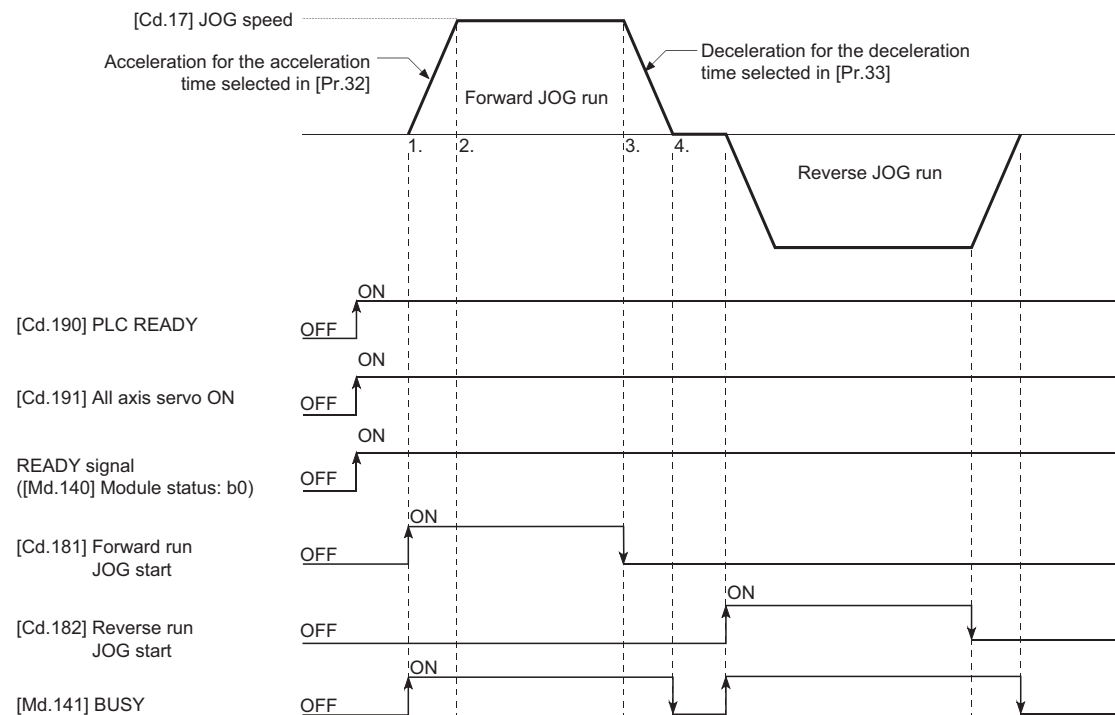 [Cd.17] JOG speed
Acceleration for the acceleration
time selected in [Pr.32]
Deceleration for the deceleration
time selected in [Pr.33]
Forward JOG run
1.
2.
3.
4.
Reverse JOG run
ON
[Cd.190] PLC READY
OFF
ON
[Cd.191] All axis servo ON
OFF
ON
READY signal
([Md.140] Module status: b0)
OFF
ON
[Cd.181] Forward run
JOG start
OFF
ON
[Cd.182] Reverse run
JOG start
OFF
ON
[Md.141] BUSY
OFF